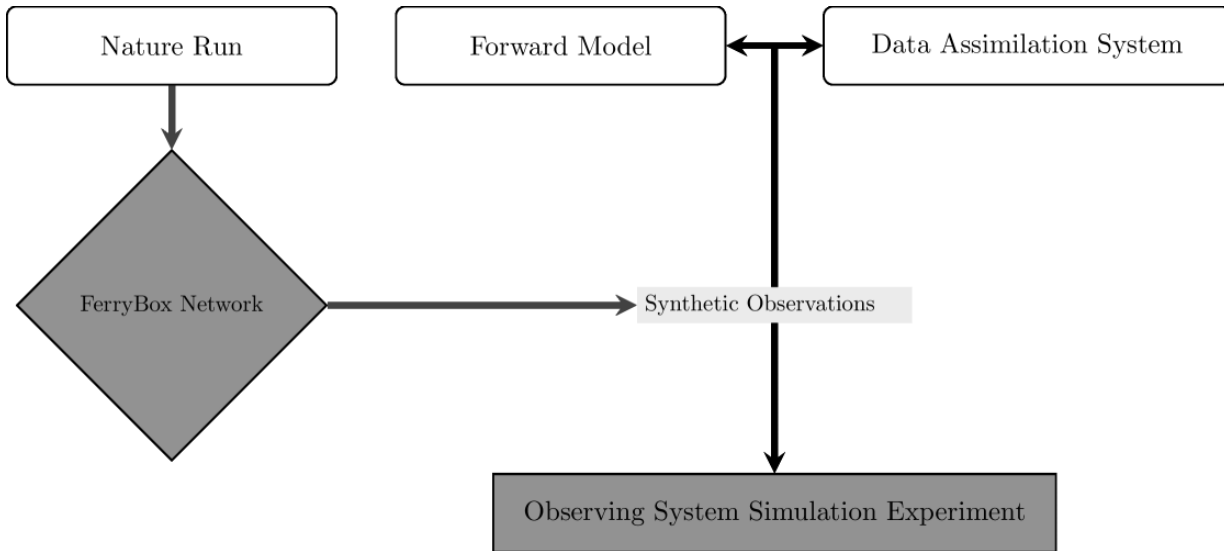 Nature Run
Forward Model
Data Assimilation System
FerryBox Network
Synthetic Observations
Observing System Simulation Experiment